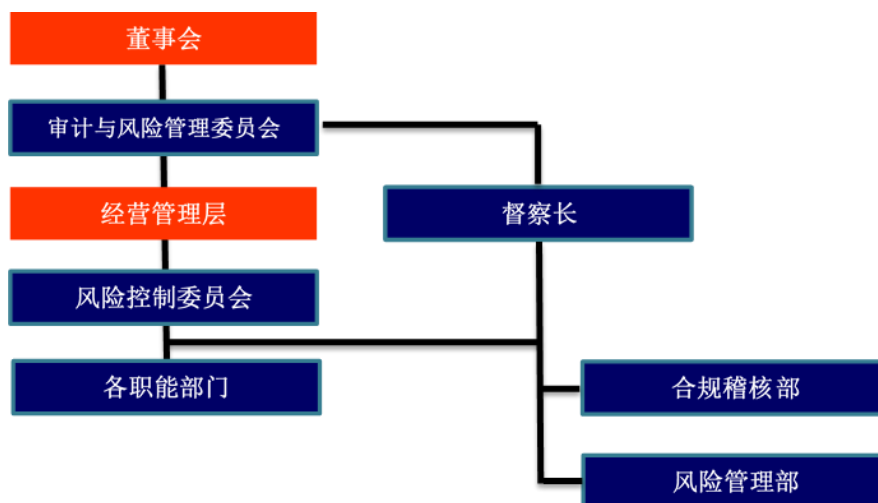 董事会
审计与风险管理委员会
经营管理层
督察长
风险控制委员会
各职能部门
合规稽核部
风险管理部